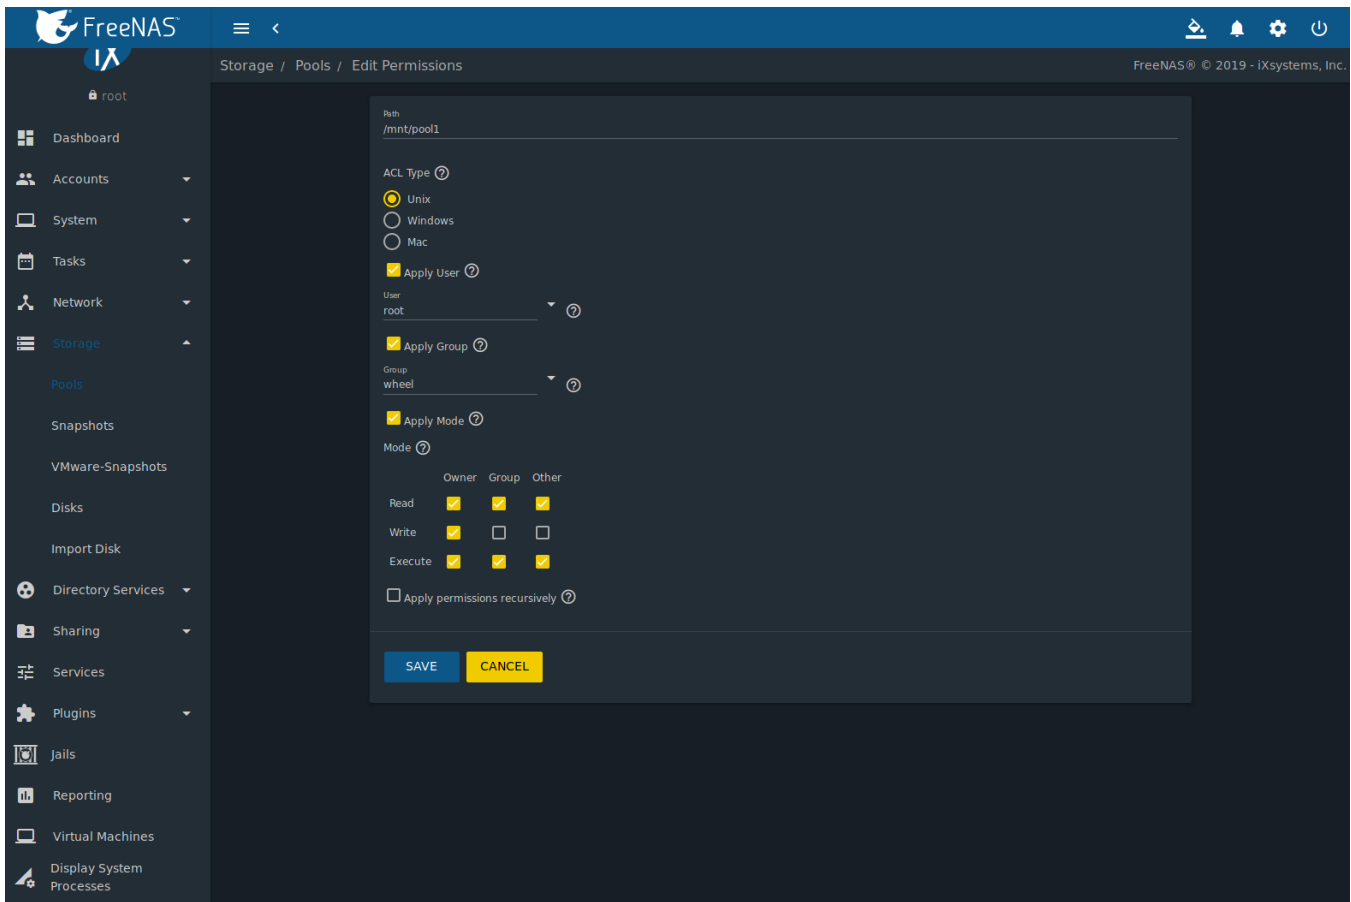 FreeNAS™
Storage / Pools / Edit Permissions
FreeNAS® © 2019 - iXsystems, Inc.
iX
root
Dashboard
Accounts
System
Tasks
Network
Storage
Pools
Snapshots
VMware-Snapshots
Disks
Import Disk
Directory Services
Sharing
Services
Plugins
Jails
Reporting
Virtual Machines
Display System
Processes
Path
/mnt/pool1
ACL Type ?
Unix
Windows
Mac
Apply User ?
User
root
?
Apply Group ?
Group
wheel
?
Apply Mode ?
Mode ?
Owner Group Other
Read
Write
Execute
Apply permissions recursively ?
SAVE CANCEL